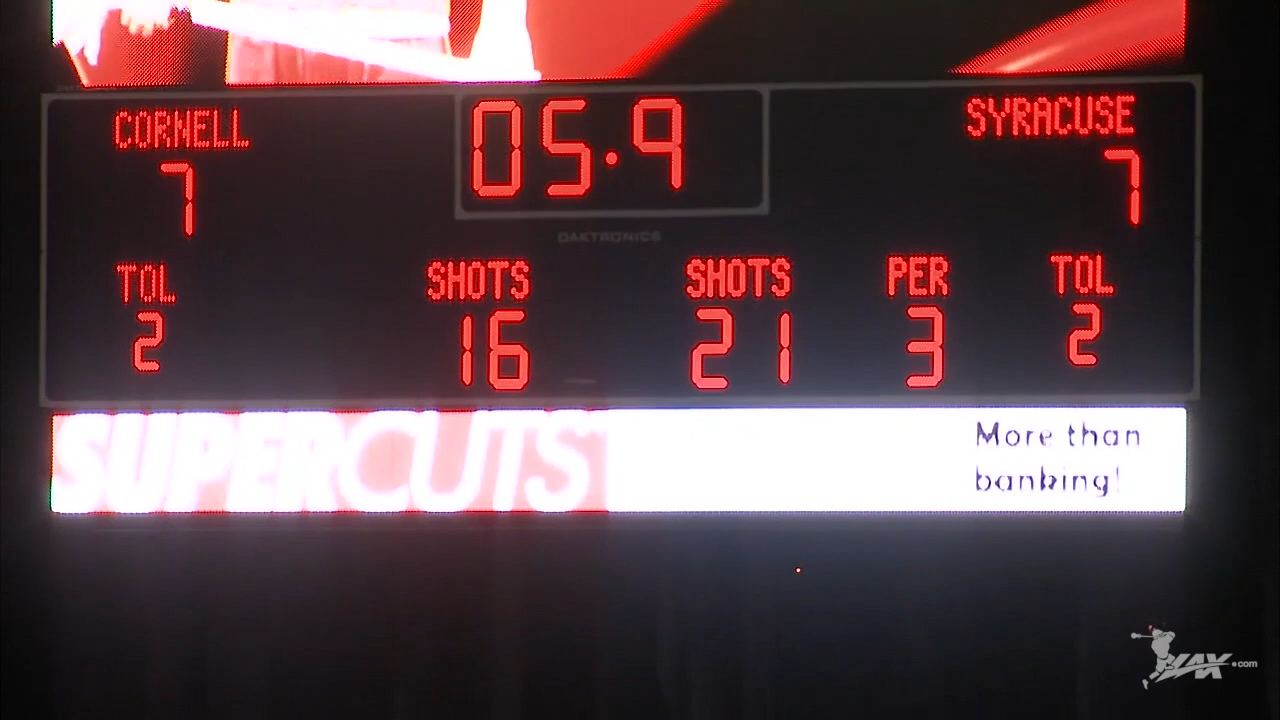 CORNELL 05.9 SYRACUSE
7 7
DAKTRONICS
TOL SHOTS SHOTS PER TOL
2 16 21 3 2
SUPERCUTS
More than
banking!
LAX.com